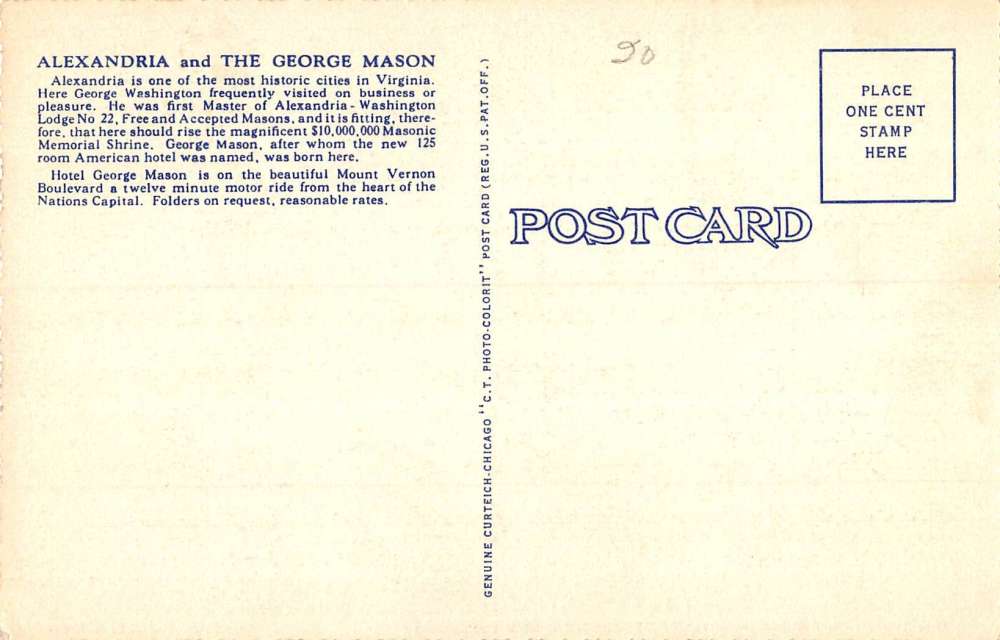 ALEXANDRIA and THE GEORGE MASON
Alexandria is one of the most historic cities in Virginia.
Here George Washington frequently visited on business or
pleasure. He was first Master of Alexandria - Washington
Lodge No 22, Free and Accepted Masons, and it is fitting, there-
fore, that here should rise the magnificent $10,000,000 Masonic
Memorial Shrine. George Mason, after whom the new 125
room American hotel was named, was born here.
Hotel George Mason is on the beautiful Mount Vernon
Boulevard a twelve minute motor ride from the heart of the
Nations Capital. Folders on request, reasonable rates.
GENUINE CURTEICH-CHICAGO "C.T. PHOTO-COLORIT" POST CARD (REG. U.S. PAT. OFF.)
POST CARD
PLACE
ONE CENT
STAMP
HERE